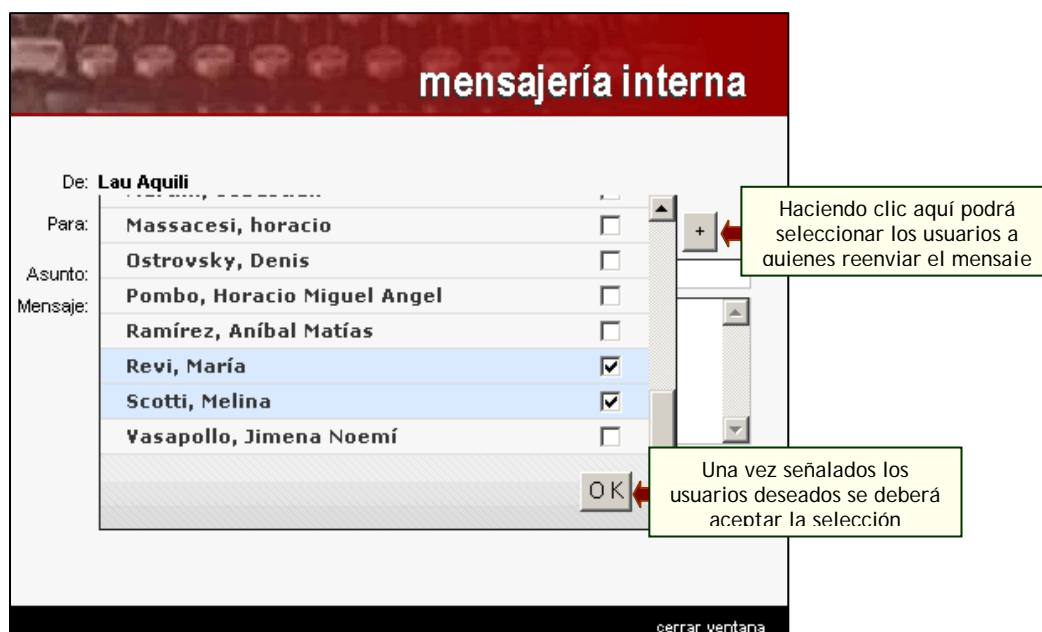 mensajería interna
De: Lau Aquili
Para:
Massacesi, horacio
+
Haciendo clic aquí podrá
seleccionar los usuarios a
quienes reenviar el mensaje
Asunto:
Ostrovsky, Denis
Mensaje:
Pombo, Horacio Miguel Angel
Ramírez, Aníbal Matías
Revi, María
Scotti, Melina
Vasapollo, Jimena Noemí
OK
Una vez señalados los
usuarios deseados se deberá
aceptar la selección
cerrar ventana